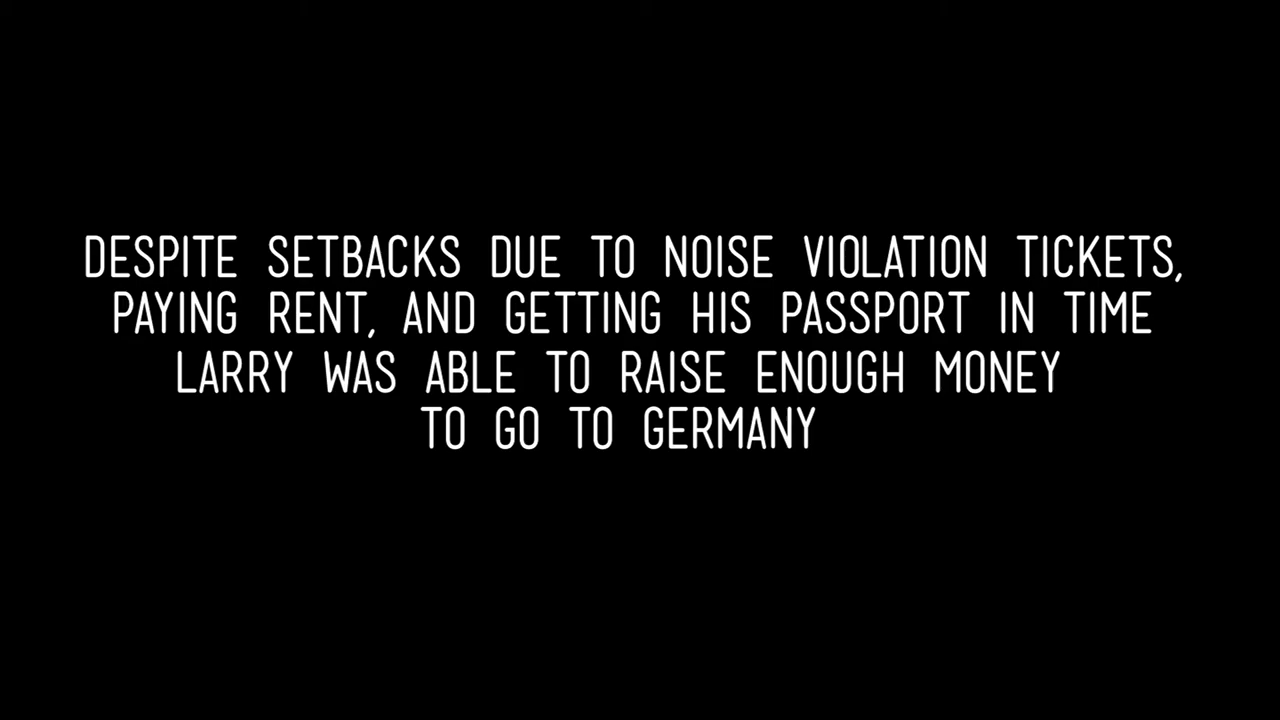 DESPITE SETBACKS DUE TO NOISE VIOLATION TICKETS,
PAYING RENT, AND GETTING HIS PASSPORT IN TIME
LARRY WAS ABLE TO RAISE ENOUGH MONEY
TO GO TO GERMANY